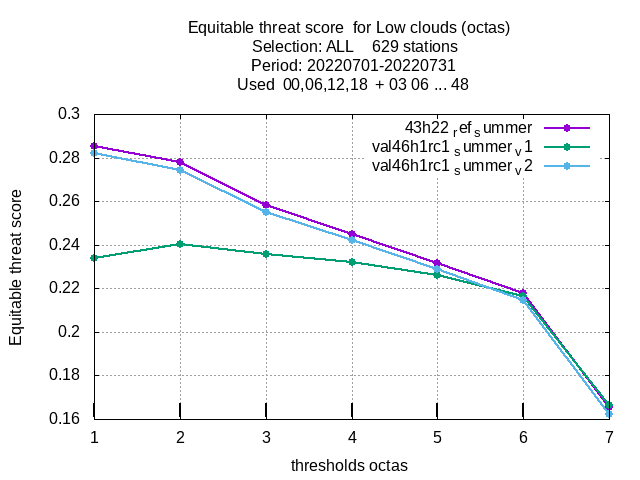 Equitable threat score  for Low clouds (octas)
Selection: ALL    629 stations
Period: 20220701-20220731
Used  00,06,12,18  + 03 06 ... 48
43h22 ref summer
val46h1rc1 summer v1
val46h1rc1 summer v2
Equitable threat score
0.3
0.28
0.26
0.24
0.22
0.2
0.18
0.16
1 2 3 4 5 6 7
thresholds octas